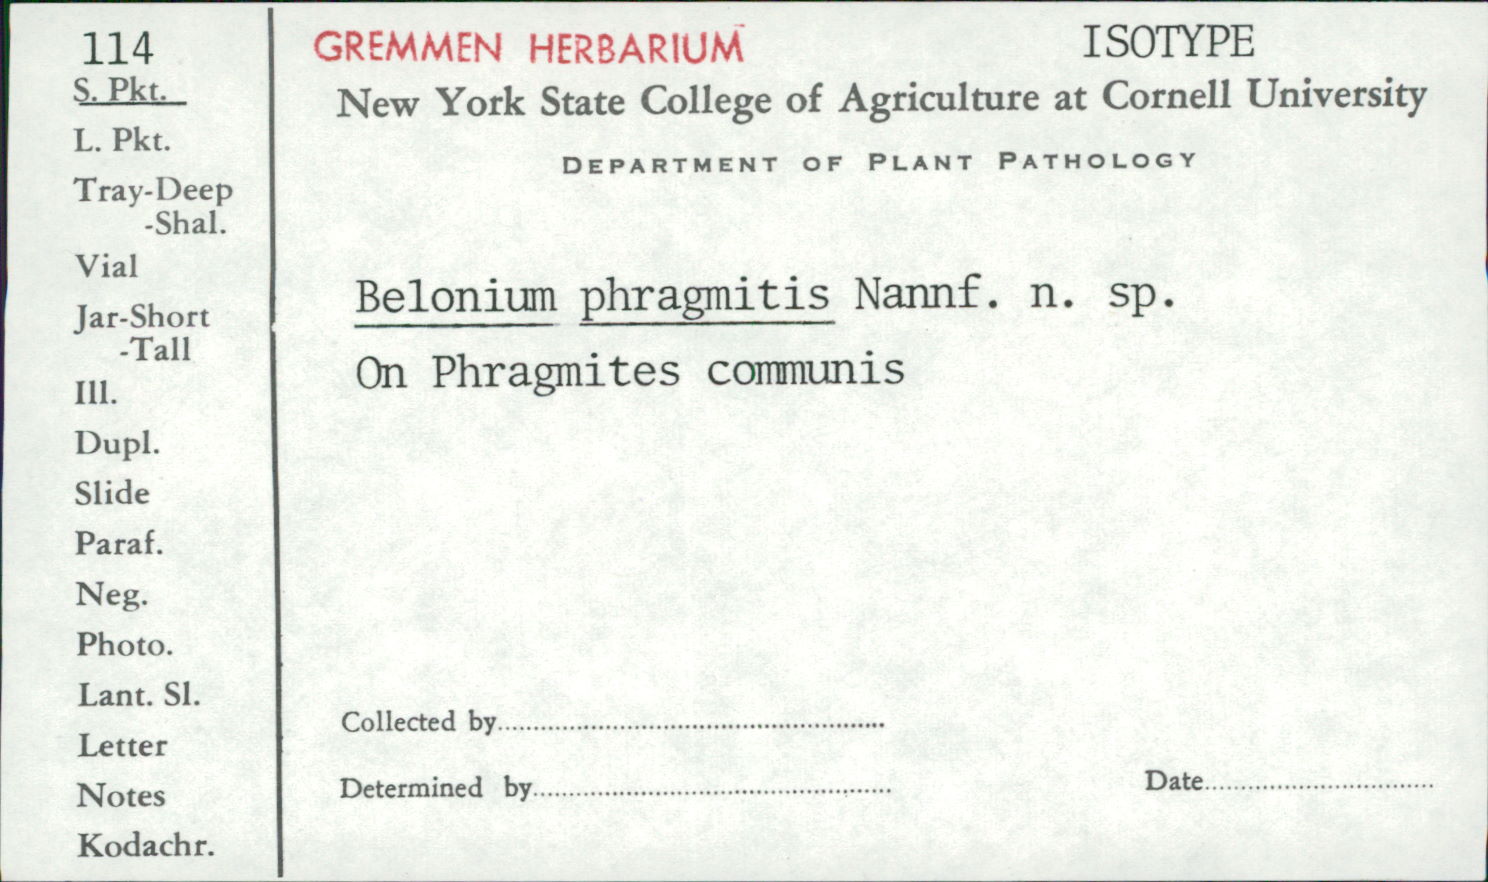 114
S. Pkt.
L. Pkt.
Tray-Deep
-Shal.
Vial
Jar-Short
-Tall
Ill.
Dupl.
Slide
Paraf.
Neg.
Photo.
Lant. Sl.
Letter
Notes
Kodachr.
GREMMEN HERBARIUM
ISOTYPE
New York State College of Agriculture at Cornell University
DEPARTMENT OF PLANT PATHOLOGY
Belonium phragmitis Nannf. n. sp.
On Phragmites communis
Collected by
Determined by
Date